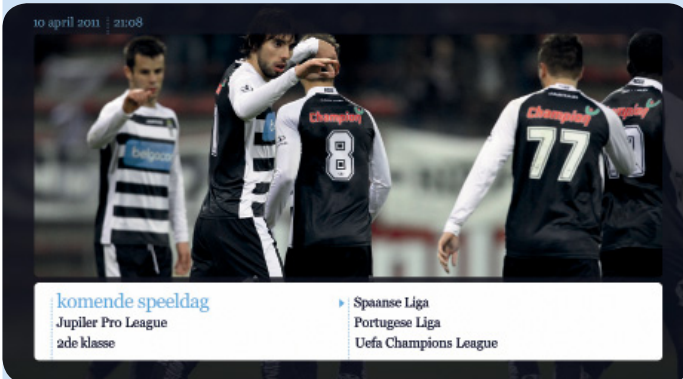 10 april 2011 21:08
belgacom
Champion
8
Champion
77
komende speeldag
Jupiler Pro League
2de klasse
Spaanse Liga
Portugese Liga
Uefa Champions League